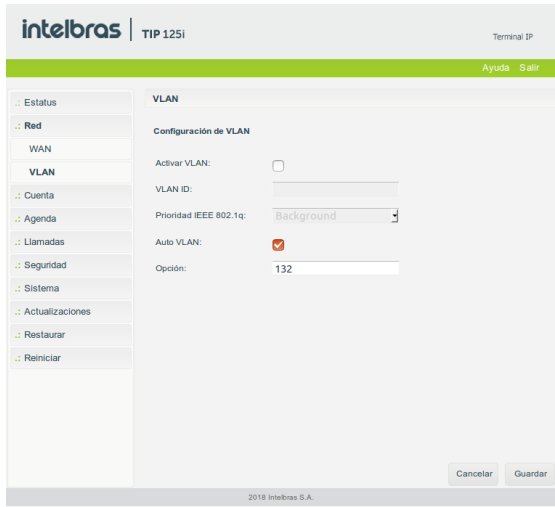 intelbras TIP 125i
Terminal IP
Ayuda Salir
.: Estatus
.: Red
WAN
VLAN
.: Cuenta
.: Agenda
.: Llamadas
.: Seguridad
.: Sistema
.: Actualizaciones
.: Restaurar
.: Reiniciar
VLAN
Configuración de VLAN
Activar VLAN:
VLAN ID:
Prioridad IEEE 802.1q: Background
Auto VLAN:
Opción: 132
Cancelar Guardar
2018 Intelbras S.A.